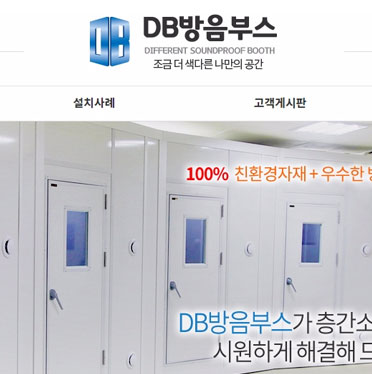 DB
DB방음부스
DIFFERENT SOUNDPROOF BOOTH
조금 더 색다른 나만의 공간
설치사례
고객게시판
100% 친환경자재 + 우수한
DB방음부스가 층간소
시원하게 해결해 드